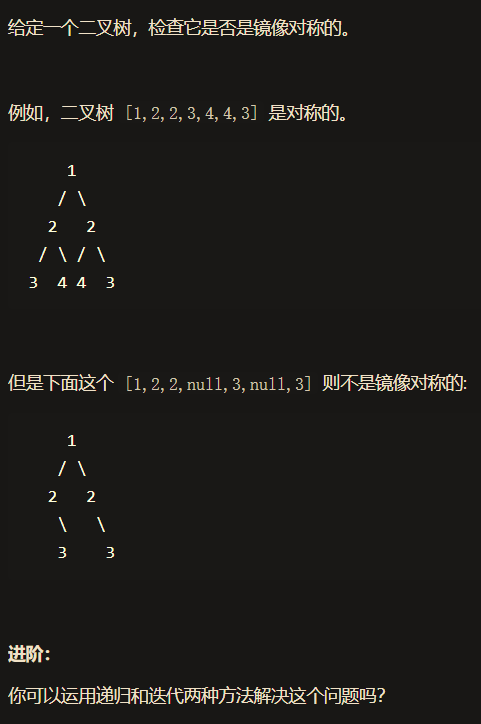 给定一个二叉树，检查它是否是镜像对称的。
例如，二叉树 [1,2,2,3,4,4,3] 是对称的。
    1
   / \
  2   2
 / \ / \
3  4 4  3
但是下面这个 [1,2,2,null,3,null,3] 则不是镜像对称的:
    1
   / \
  2   2
   \   \
   3    3
进阶：
你可以运用递归和迭代两种方法解决这个问题吗？